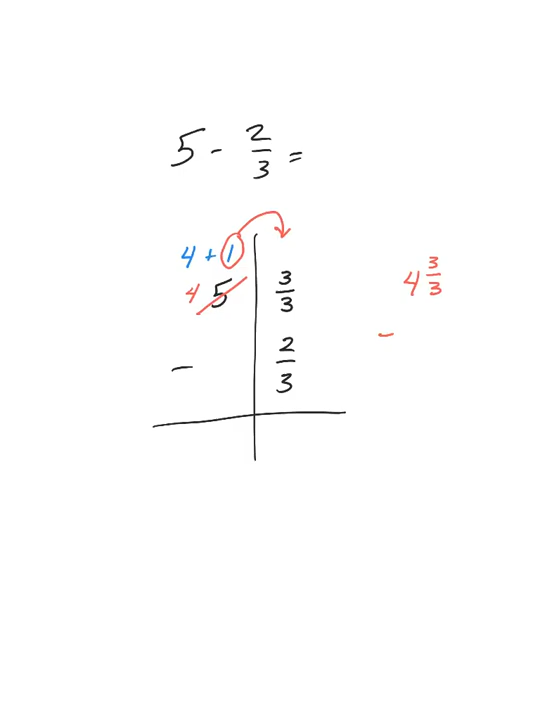 5 - 2/3 =
4 + 1
4 5 3/3
4 3/3
-
- 2/3